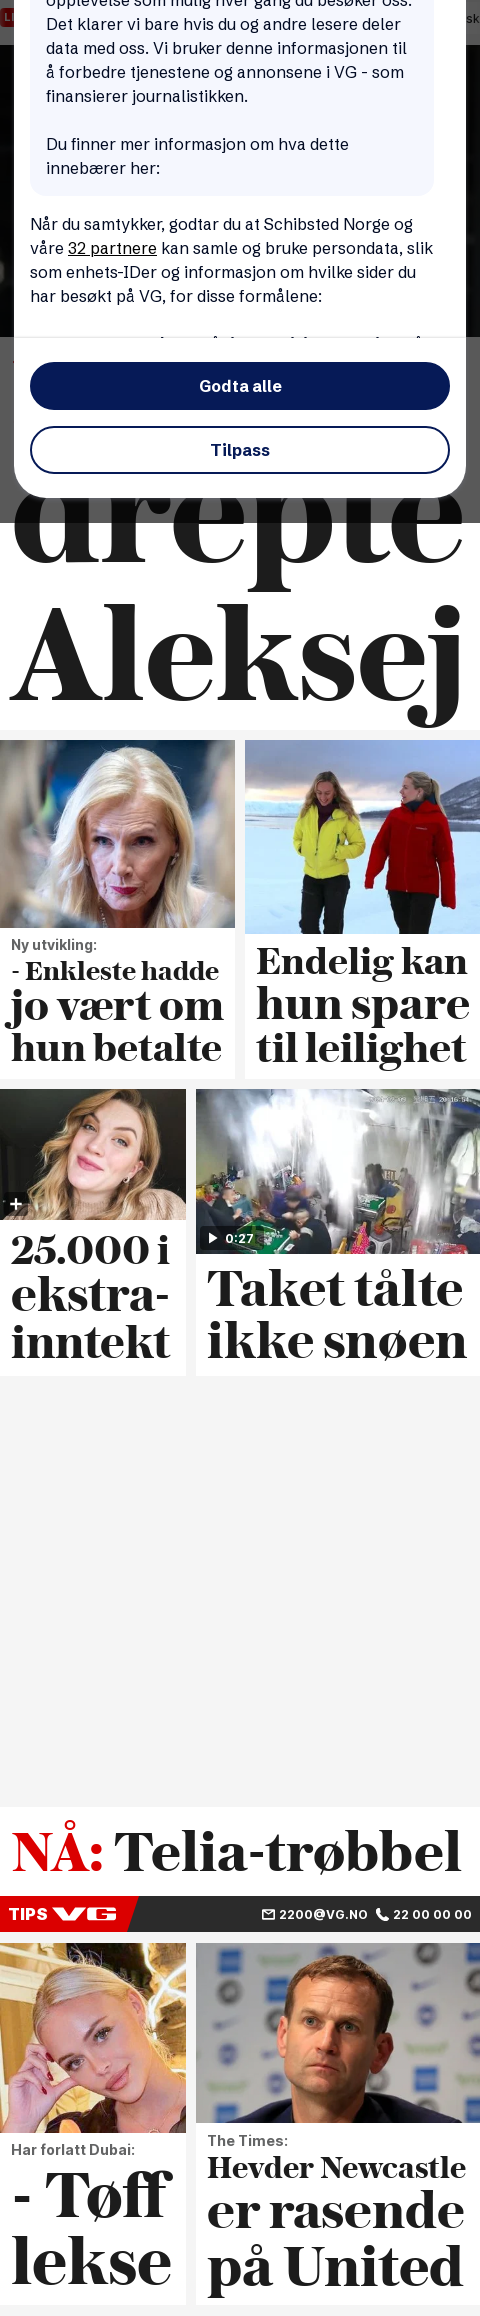 opplevelse som mulig hver gang du besøker oss.
Det klarer vi bare hvis du og andre lesere deler
data med oss. Vi bruker denne informasjonen til
å forbedre tjenestene og annonsene i VG - som
finansierer journalistikken.
Du finner mer informasjon om hva dette
innebærer her:
Når du samtykker, godtar du at Schibsted Norge og
våre 32 partnere kan samle og bruke persondata, slik
som enhets-IDer og informasjon om hvilke sider du
har besøkt på VG, for disse formålene:
Godta alle
Tilpass
drepte
Aleksej
Ny utvikling:
- Enkleste hadde
jo vært om
hun betalte
Endelig kan
hun spare
til leilighet
25.000 i
ekstra-
inntekt
0:27
Taket tålte
ikke snøen
NÅ: Telia-trøbbel
TIPS VG 2200@VG.NO 22 00 00 00
Har forlatt Dubai:
- Tøff
lekse
The Times:
Hevder Newcastle
er rasende
på United